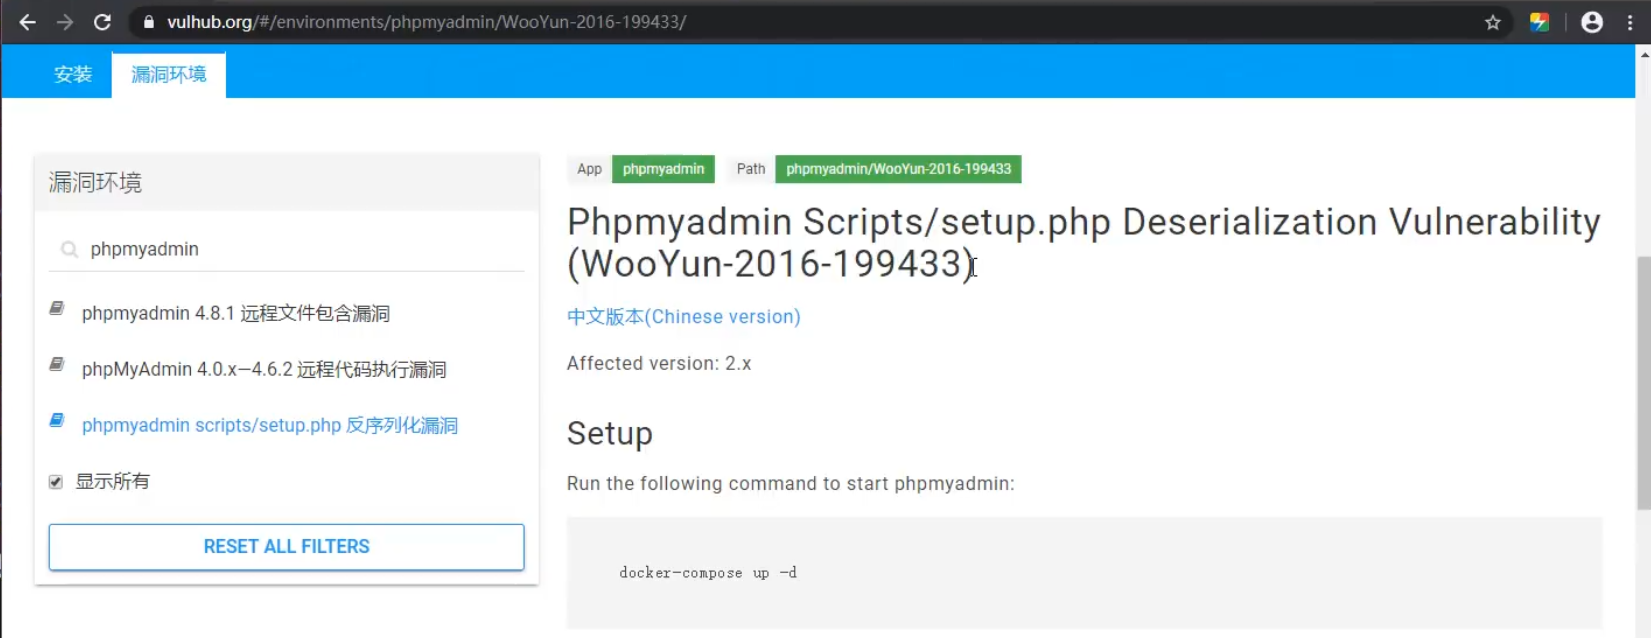 vulhub.org/#/environments/phpmyadmin/WooYun-2016-199433/
安装 漏洞环境
漏洞环境
phpmyadmin
phpmyadmin 4.8.1 远程文件包含漏洞
phpMyAdmin 4.0.x—4.6.2 远程代码执行漏洞
phpmyadmin scripts/setup.php 反序列化漏洞
显示所有
RESET ALL FILTERS
App phpmyadmin Path phpmyadmin/WooYun-2016-199433
Phpmyadmin Scripts/setup.php Deserialization Vulnerability
(WooYun-2016-199433)
中文版本(Chinese version)
Affected version: 2.x
Setup
Run the following command to start phpmyadmin:
docker-compose up -d